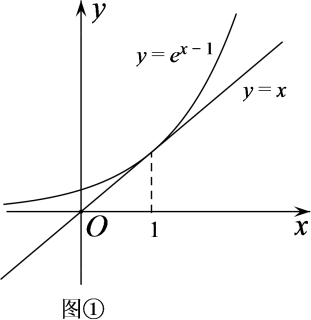 y
y=e^{x-1}
y=x
O
1
x
图①